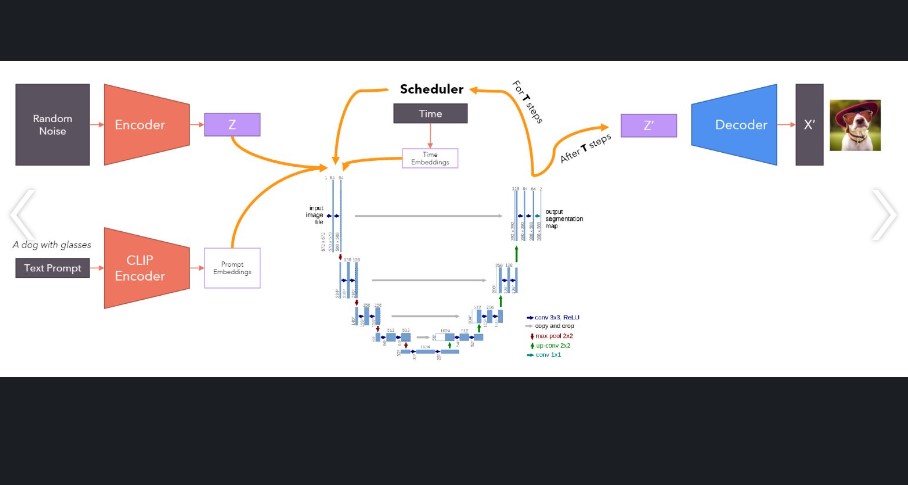 Random
Noise
Encoder
Z
Scheduler
Time
Time
Embeddings
For T steps
After T steps
Z'
Decoder
X'
A dog with glasses
Text Prompt
CLIP
Encoder
Prompt
Embeddings
input
image
tile
output
segmentation
map
conv 3x3, ReLU
copy and crop
max pool 2x2
up-conv 2x2
conv 1x1